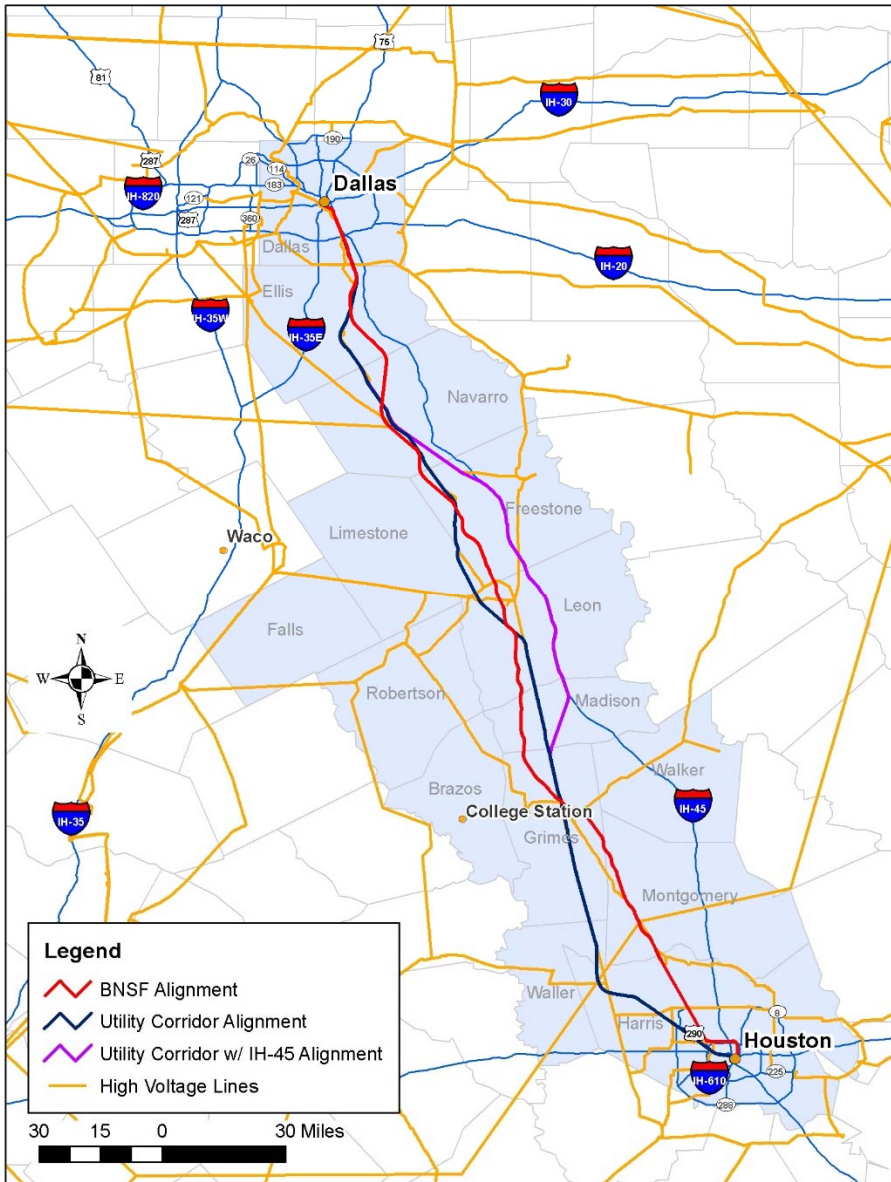 75
81
IH-30
190
287
26
114
183
Dallas
IH-820
121
287
360
Dallas
IH-20
Ellis
IH-35W
IH-35E
Navarro
Freestone
Limestone
Waco
Leon
Falls
N
W E
S
Robertson
Madison
Walker
Brazos
IH-45
IH-35
College Station
Grimes
Montgomery
Legend
BNSF Alignment
Utility Corridor Alignment
Utility Corridor w/ IH-45 Alignment
High Voltage Lines
Waller
Harris
8
290
Houston
IH-610
225
288
30 15 0 30 Miles